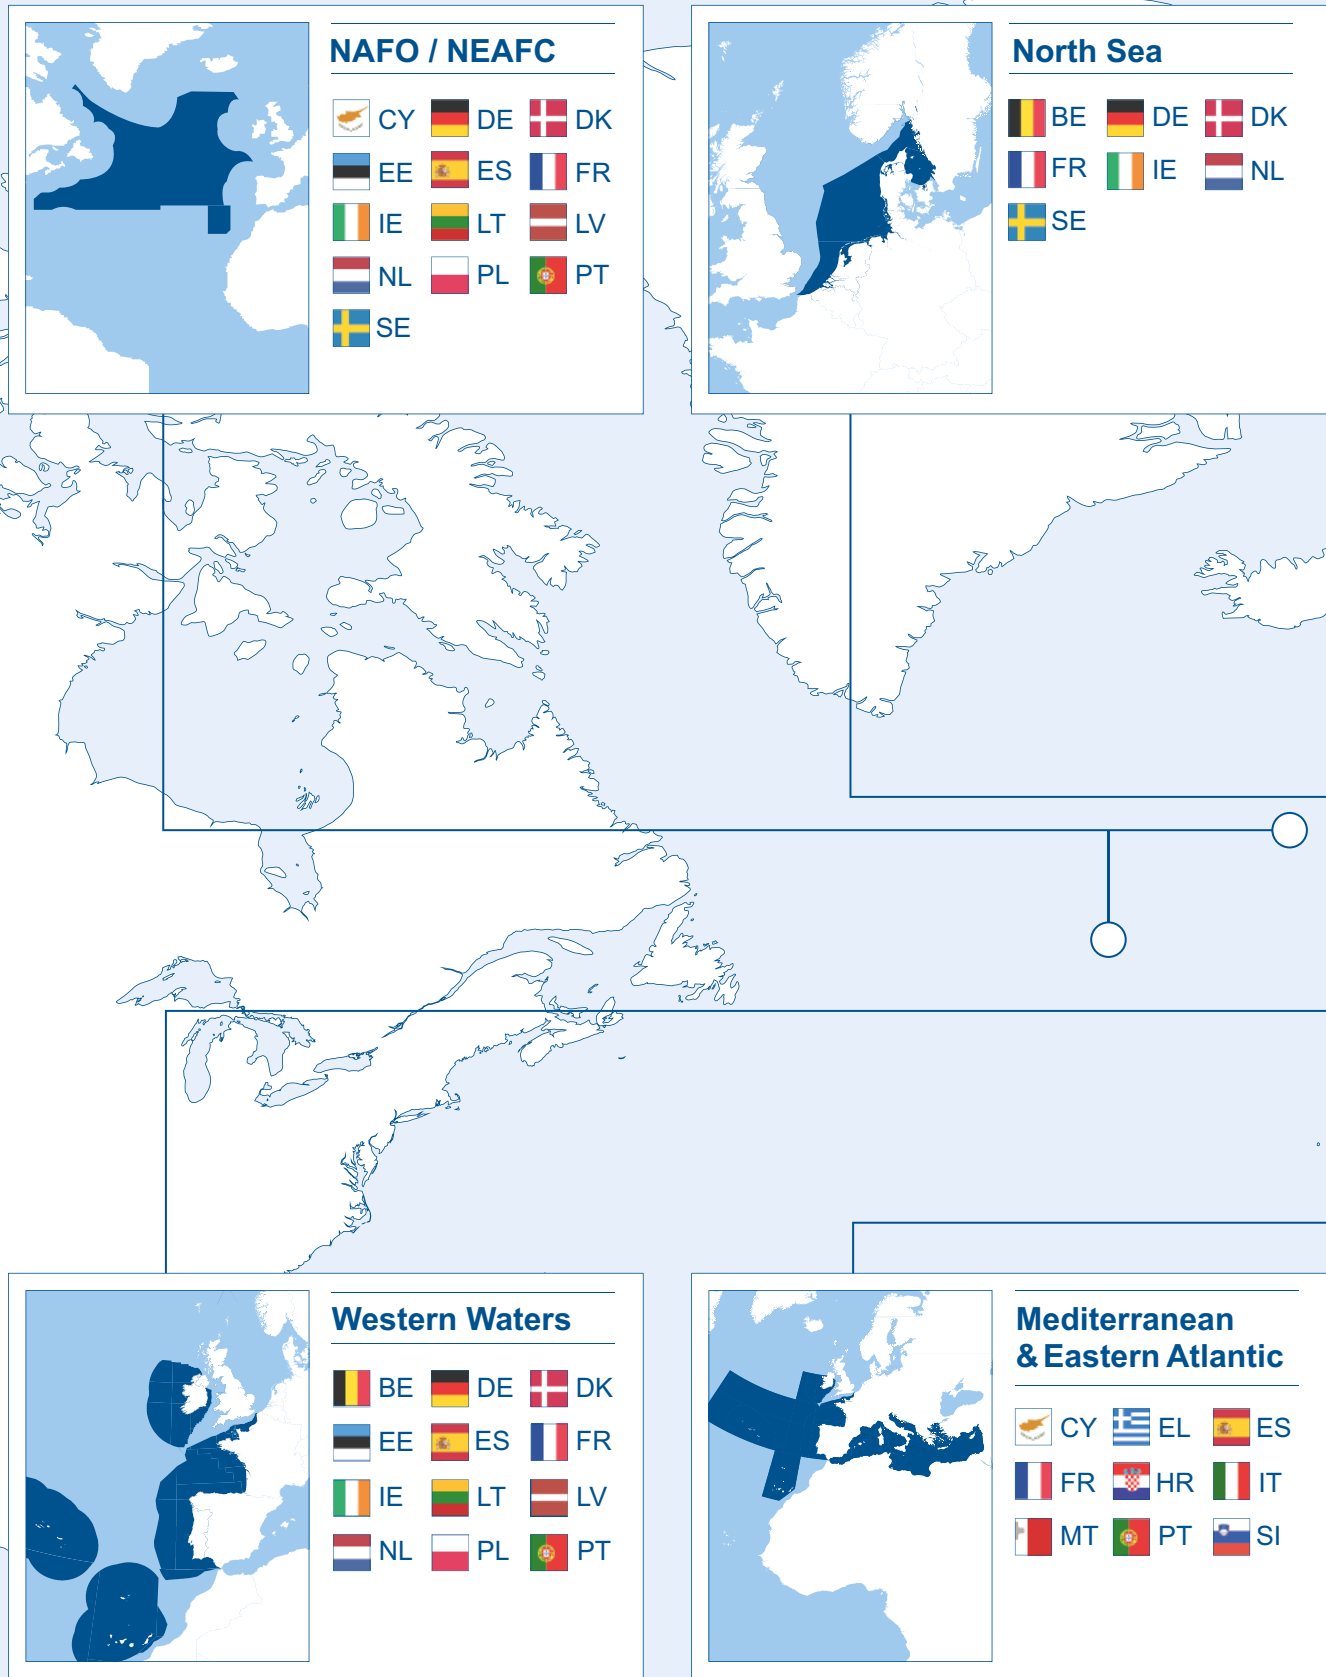 NAFO / NEAFC
CY DE DK
EE ES FR
IE LT LV
NL PL PT
SE
North Sea
BE DE DK
FR IE NL
SE
Western Waters
BE DE DK
EE ES FR
IE LT LV
NL PL PT
Mediterranean
& Eastern Atlantic
CY EL ES
FR HR IT
MT PT SI